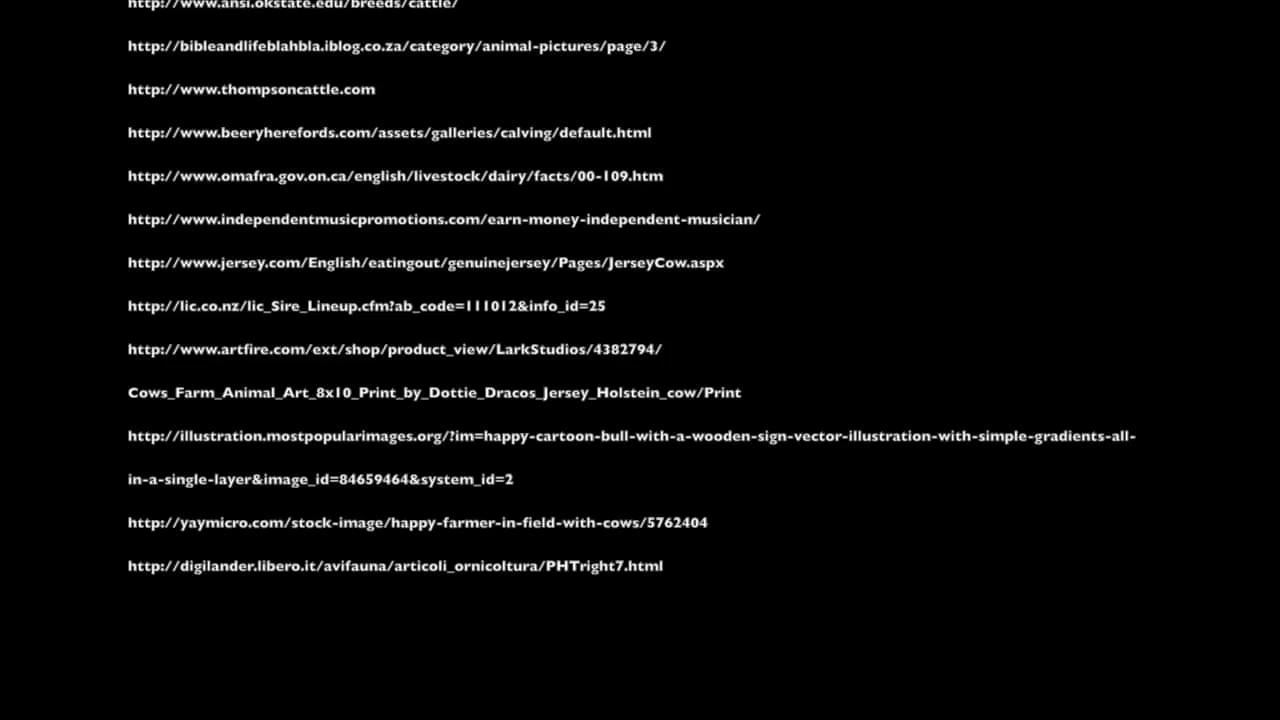 http://www.ansi.okstate.edu/breeds/cattle/
http://bibleandlifeblahbla.iblog.co.za/category/animal-pictures/page/3/
http://www.thompsoncattle.com
http://www.beeryherefords.com/assets/galleries/calving/default.html
http://www.omafra.gov.on.ca/english/livestock/dairy/facts/00-109.htm
http://www.independentmusicpromotions.com/earn-money-independent-musician/
http://www.jersey.com/English/eatingout/genuinejersey/Pages/JerseyCow.aspx
http://lic.co.nz/lic_Sire_Lineup.cfm?ab_code=111012&info_id=25
http://www.artfire.com/ext/shop/product_view/LarkStudios/4382794/
Cows_Farm_Animal_Art_8x10_Print_by_Dottie_Dracos_Jersey_Holstein_cow/Print
http://illustration.mostpopularimages.org/?im=happy-cartoon-bull-with-a-wooden-sign-vector-illustration-with-simple-gradients-all-
in-a-single-layer&image_id=84659464&system_id=2
http://yaymicro.com/stock-image/happy-farmer-in-field-with-cows/5762404
http://digilander.libero.it/avifauna/articoli_ornicoltura/PHTright7.html